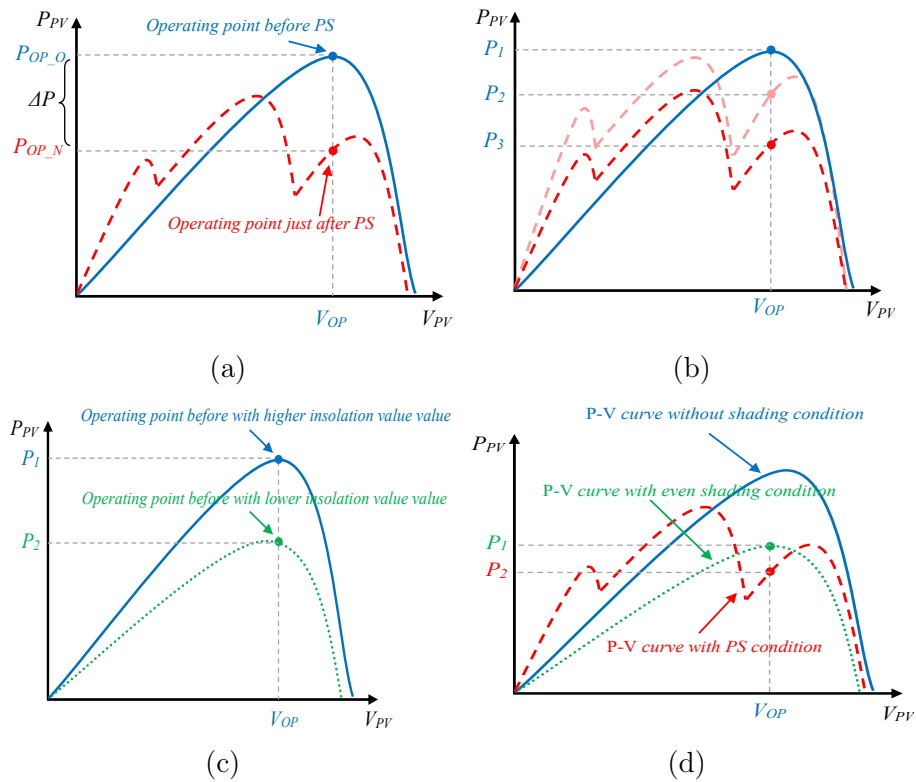 P_PV
Operating point before PS
P_OP_O
ΔP
P_OP_N
Operating point just after PS
V_OP
V_PV
(a)
P_PV
P_1
P_2
P_3
V_OP
V_PV
(b)
Operating point before with higher insolation value value
P_PV
P_1
Operating point before with lower insolation value value
P_2
V_OP
V_PV
(c)
P-V curve without shading condition
P_PV
P-V curve with even shading condition
P_1
P_2
P-V curve with PS condition
V_OP
V_PV
(d)